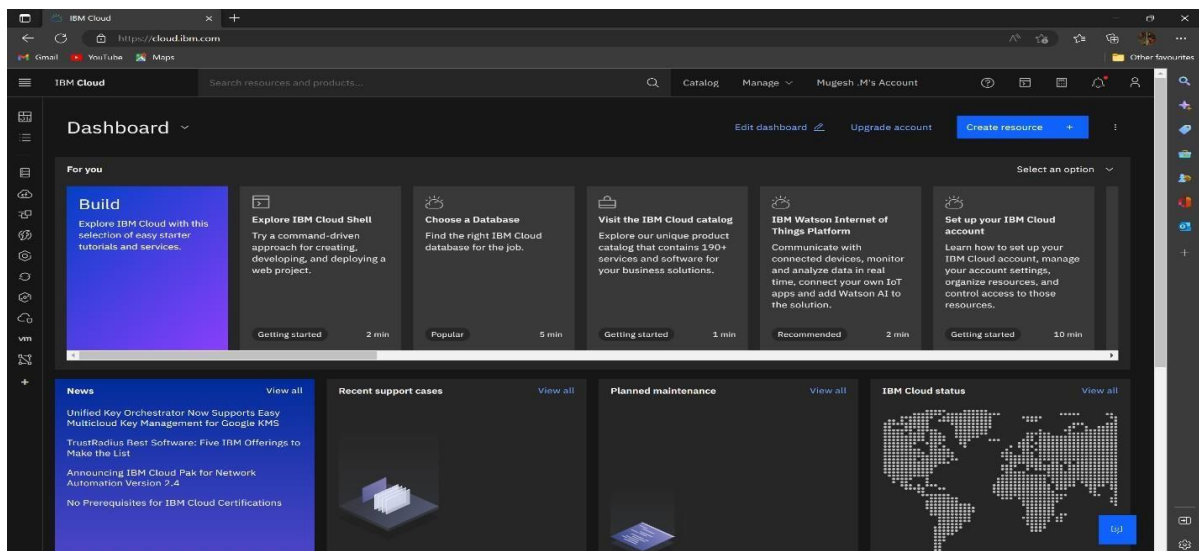 IBM Cloud
https://cloud.ibm.com
Gmail YouTube Maps Other favourites
IBM Cloud Search resources and products... Catalog Manage Mugesh .M's Account
Dashboard Edit dashboard Upgrade account Create resource +
For you Select an option
Build
Explore IBM Cloud with this
selection of easy starter
tutorials and services.
Explore IBM Cloud Shell
Try a command-driven
approach for creating,
developing, and deploying a
web project.
Getting started 2 min
Choose a Database
Find the right IBM Cloud
database for the job.
Popular 5 min
Visit the IBM Cloud catalog
Explore our unique product
catalog that contains 190+
services and software for
your business solutions.
Getting started 1 min
IBM Watson Internet of
Things Platform
Communicate with
connected devices, monitor
and analyze data in real
time, connect your own IoT
apps and add Watson AI to
the solution.
Recommended 2 min
Set up your IBM Cloud
account
Learn how to set up your
IBM Cloud account, manage
your account settings,
organize resources, and
control access to those
resources.
Getting started 10 min
vm
News View all
Unified Key Orchestrator Now Supports Easy
Multicloud Key Management for Google KMS
TrustRadius Best Software: Five IBM Offerings to
Make the List
Announcing IBM Cloud Pak for Network
Automation Version 2.4
No Prerequisites for IBM Cloud Certifications
Recent support cases View all
Planned maintenance View all
IBM Cloud status View all